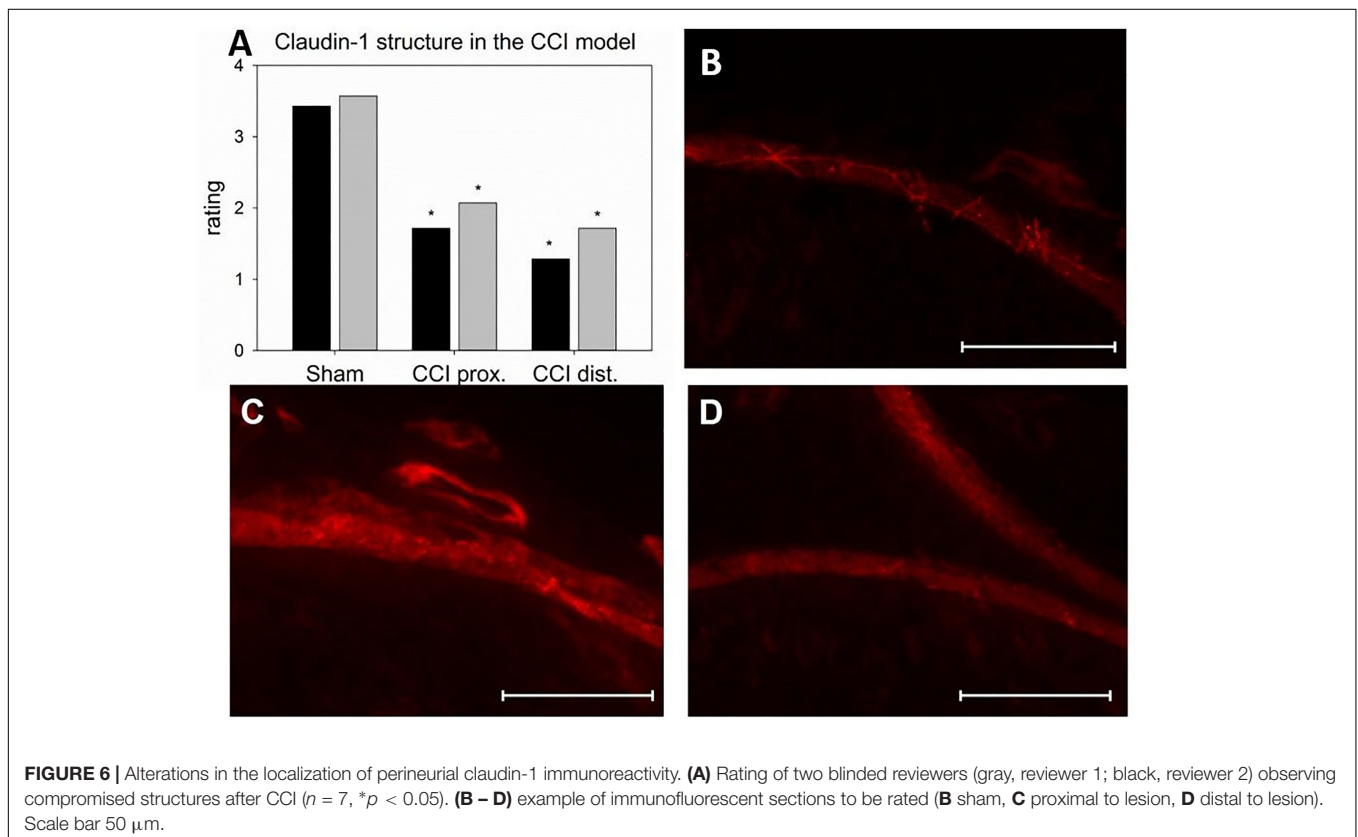 A
Claudin-1 structure in the CCI model
4
3
2
1
0
rating
*
*
*
*
Sham
CCI prox.
CCI dist.
B
C
D
FIGURE 6 | Alterations in the localization of perineurial claudin-1 immunoreactivity. (A) Rating of two blinded reviewers (gray, reviewer 1; black, reviewer 2) observing
compromised structures after CCI (n = 7, *p < 0.05). (B – D) example of immunofluorescent sections to be rated (B sham, C proximal to lesion, D distal to lesion).
Scale bar 50 μm.